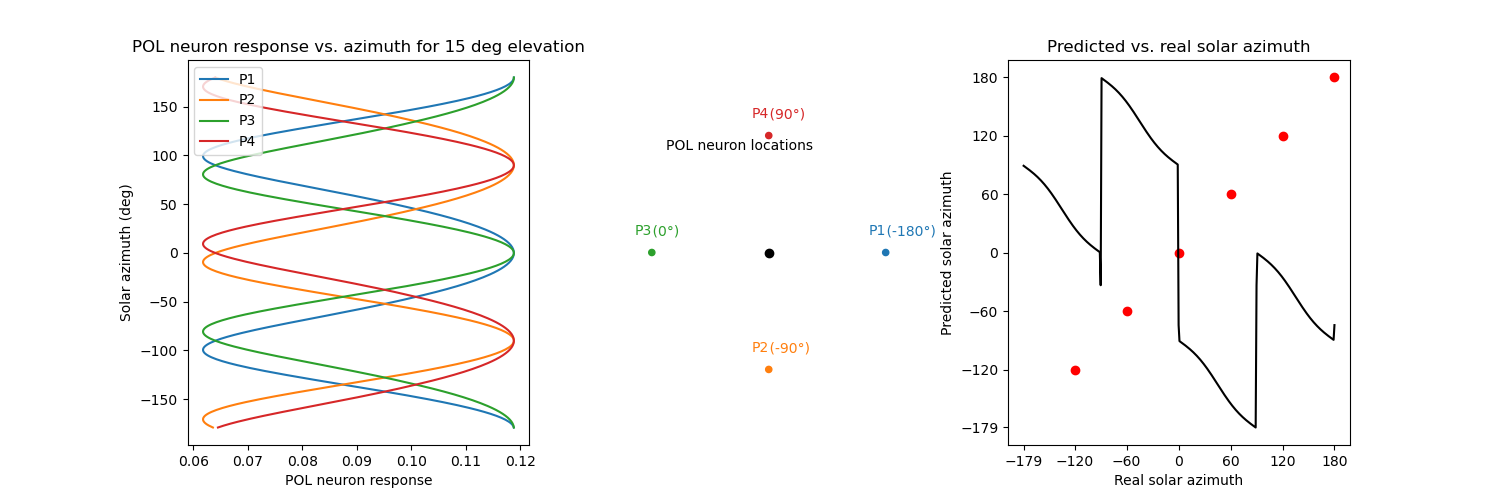 POL neuron response vs. azimuth for 15 deg elevation
P1
P2
P3
P4
150
100
50
0
−50
−100
−150
Solar azimuth (deg)
0.06 0.07 0.08 0.09 0.10 0.11 0.12
POL neuron response
P4(90°)
POL neuron locations
P3(0°)
P1(-180°)
P2(-90°)
Predicted vs. real solar azimuth
180
120
60
0
−60
−120
−179
Predicted solar azimuth
−179 −120 −60 0 60 120 180
Real solar azimuth